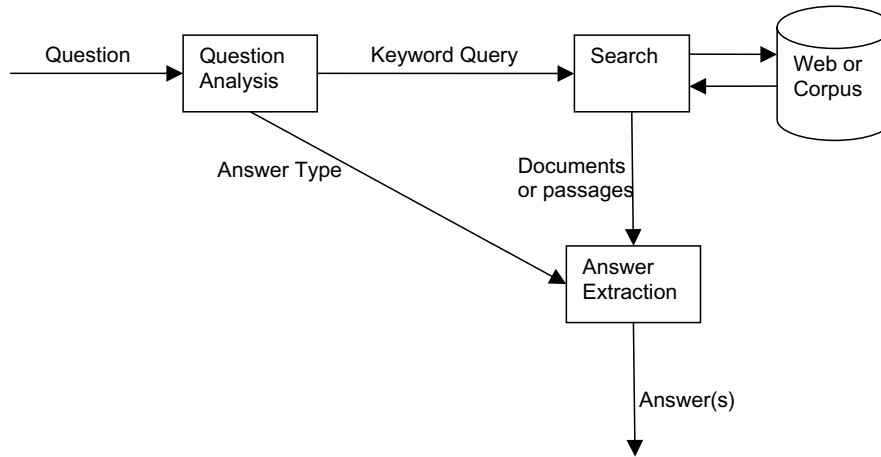 Question
Question
Analysis
Keyword Query
Search
Web or
Corpus
Answer Type
Documents
or passages
Answer
Extraction
Answer(s)